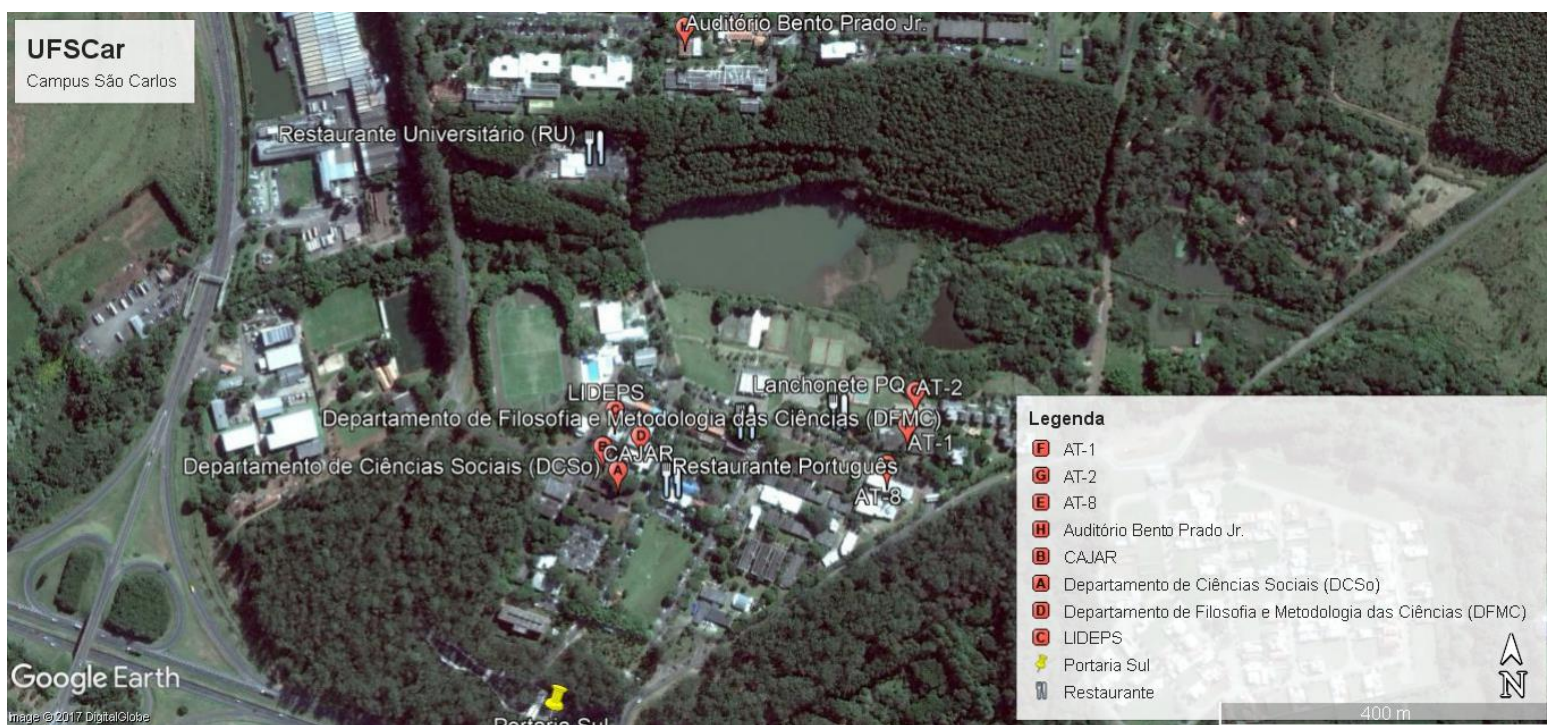 UFSCar
Campus São Carlos
Auditório Bento Prado Jr.
H
Restaurante Universitário (RU)
LIDEPS
Lanchonete PQ
G
AT-2
C
Departamento de Filosofia e Metodologia das Ciências (DFMC)
D
AT-1
B
CAJAR
Departamento de Ciências Sociais (DCSo)
A
Restaurante Português
AT-8
Portaria Sul
Legenda
F AT-1
G AT-2
E AT-8
H Auditório Bento Prado Jr.
B CAJAR
A Departamento de Ciências Sociais (DCSo)
D Departamento de Filosofia e Metodologia das Ciências (DFMC)
C LIDEPS
Portaria Sul
Restaurante
N
400 m
Google Earth
Image © 2017 DigitalGlobe